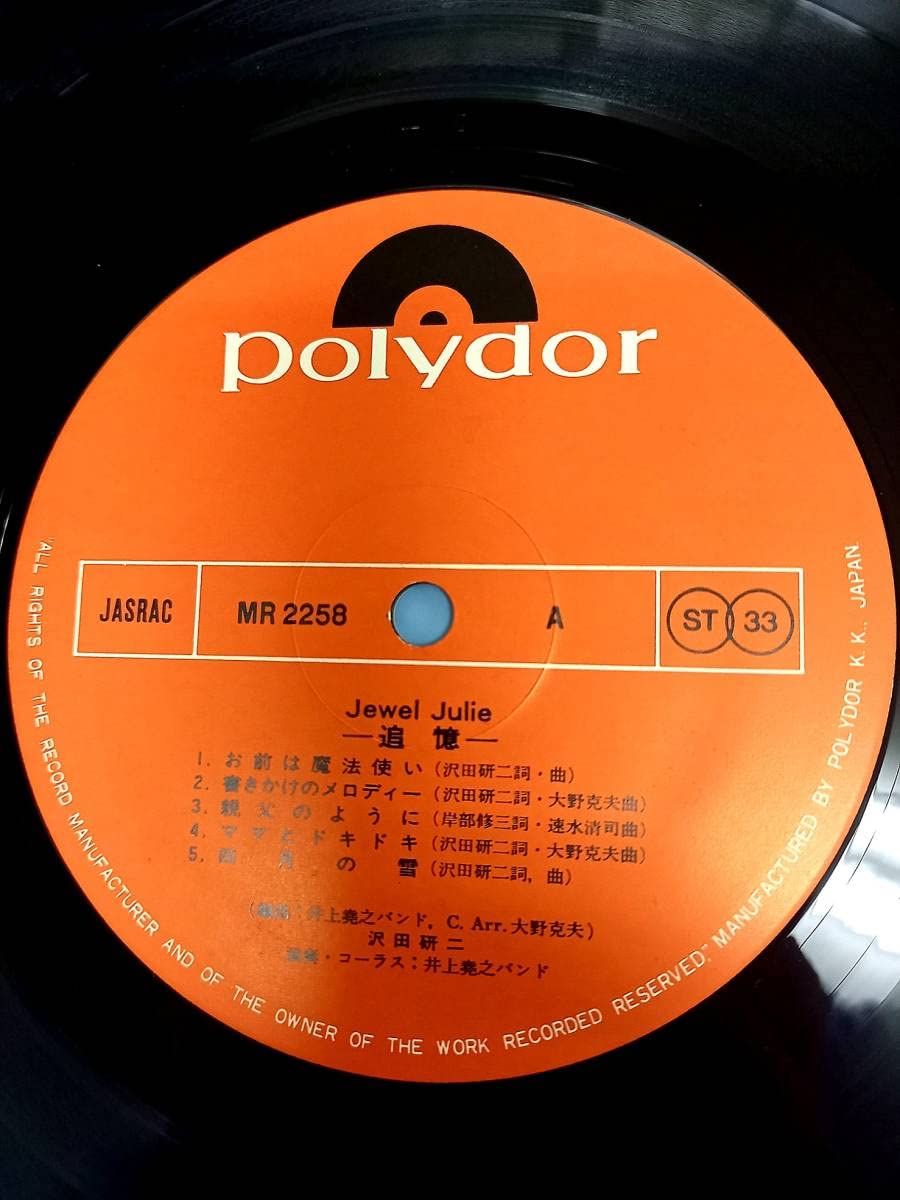 polydor
JASRAC MR 2258 A ST 33
Jewel Julie
—追憶—
1. お前は魔法使い (沢田研二詞・曲)
2. 書きかけのメロディー (沢田研二詞・大野克夫曲)
3. 親父のように (岸部修三詞・速水清司曲)
4. ママとドキドキ (沢田研二詞・大野克夫曲)
5. 四月の雪 (沢田研二詞, 曲)
(編曲：井上堯之バンド, C. Arr. 大野克夫)
沢田研二
演奏・コーラス：井上堯之バンド
"ALL RIGHTS OF THE RECORD MANUFACTURER AND OF THE OWNER OF THE WORK RECORDED RESERVED," MANUFACTURED BY POLYDOR K.K., JAPAN.